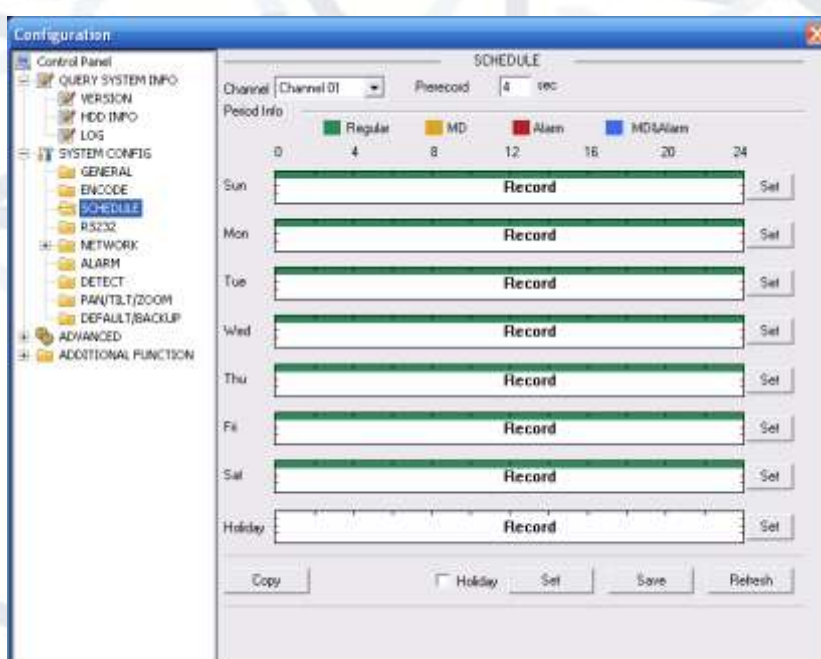 Configuration
Control Panel
QUERY SYSTEM INFO
VERSION
HDD INFO
LOG
SYSTEM CONFIG
GENERAL
ENCODE
SCHEDULE
RS232
NETWORK
ALARM
DETECT
PAN/TILT/ZOOM
DEFAULT/BACKUP
ADVANCED
ADDITIONAL FUNCTION
SCHEDULE
Channel Channel 01 Prerecord 4 sec
Period Info
Regular MD Alarm MD&Alarm
0 4 8 12 16 20 24
Sun Record Set
Mon Record Set
Tue Record Set
Wed Record Set
Thu Record Set
Fri Record Set
Sat Record Set
Holiday Record Set
Copy Holiday Set Save Refresh